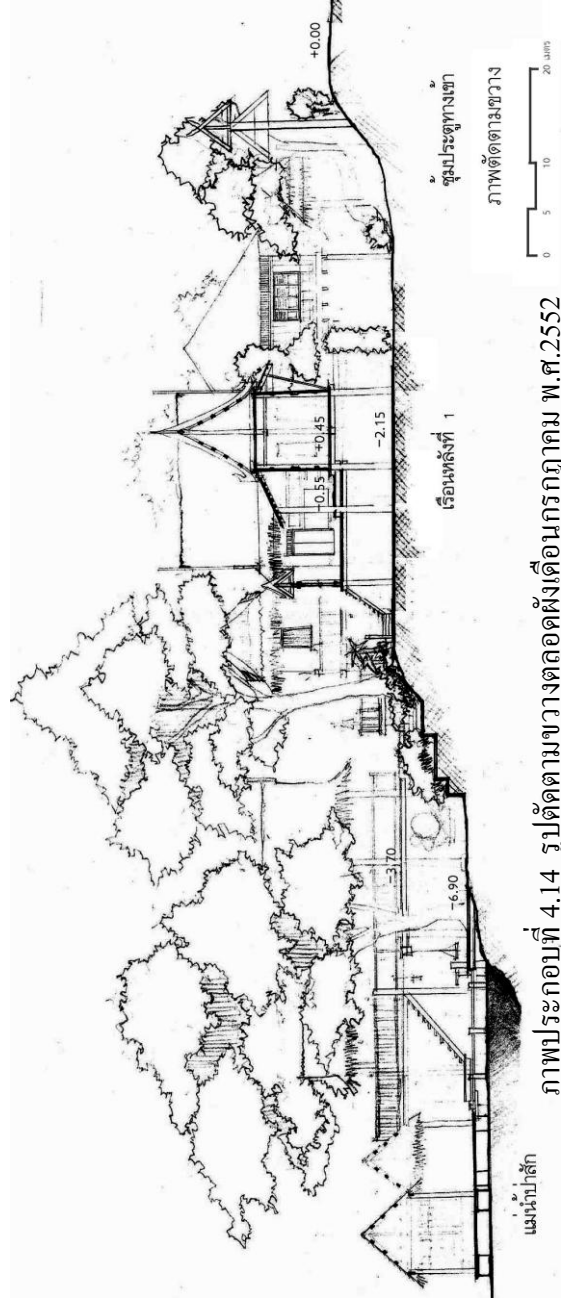 +0.00
ซุ้มประตูทางเข้า
ภาพตัดตามขวาง
0 5 10 20 เมตร
+0.45
-0.55
-2.15
เรือนหลังที่ 1
-3.70
-6.90
แม่น้ำป่าสัก
ภาพประกอบที่ 4.14 รูปตัดตามขวางตลอดผังเดือนกรกฎาคม พ.ศ.2552